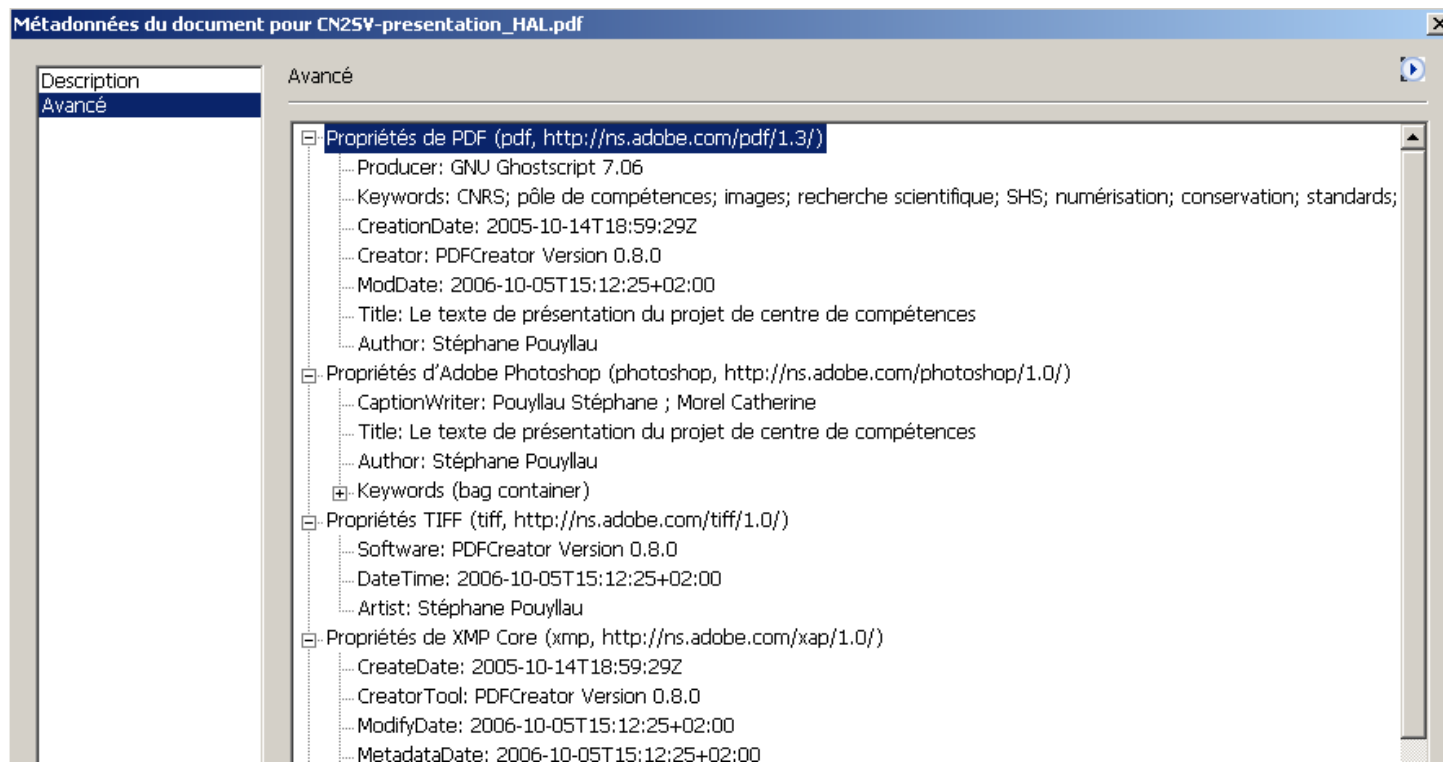 Métadonnées du document pour CN2SV-presentation_HAL.pdf
Description
Avancé
Avancé
Propriétés de PDF (pdf, http://ns.adobe.com/pdf/1.3/)
Producer: GNU Ghostscript 7.06
Keywords: CNRS; pôle de compétences; images; recherche scientifique; SHS; numérisation; conservation; standards;
CreationDate: 2005-10-14T18:59:29Z
Creator: PDFCreator Version 0.8.0
ModDate: 2006-10-05T15:12:25+02:00
Title: Le texte de présentation du projet de centre de compétences
Author: Stéphane Pouyllau
Propriétés d'Adobe Photoshop (photoshop, http://ns.adobe.com/photoshop/1.0/)
CaptionWriter: Pouyllau Stéphane ; Morel Catherine
Title: Le texte de présentation du projet de centre de compétences
Author: Stéphane Pouyllau
Keywords (bag container)
Propriétés TIFF (tiff, http://ns.adobe.com/tiff/1.0/)
Software: PDFCreator Version 0.8.0
DateTime: 2006-10-05T15:12:25+02:00
Artist: Stéphane Pouyllau
Propriétés de XMP Core (xmp, http://ns.adobe.com/xap/1.0/)
CreateDate: 2005-10-14T18:59:29Z
CreatorTool: PDFCreator Version 0.8.0
ModifyDate: 2006-10-05T15:12:25+02:00
MetadataDate: 2006-10-05T15:12:25+02:00